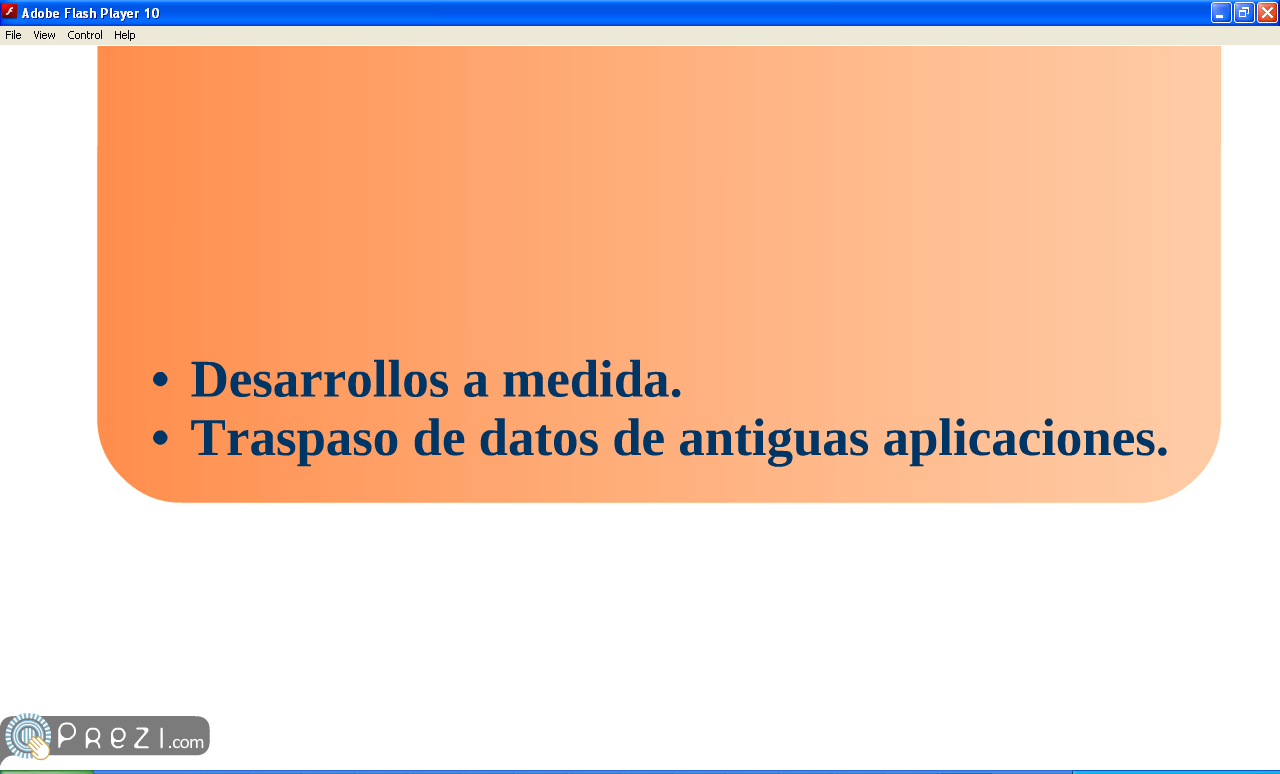 Adobe Flash Player 10
File View Control Help
• Desarrollos a medida.
• Traspaso de datos de antiguas aplicaciones.
Prezi.com